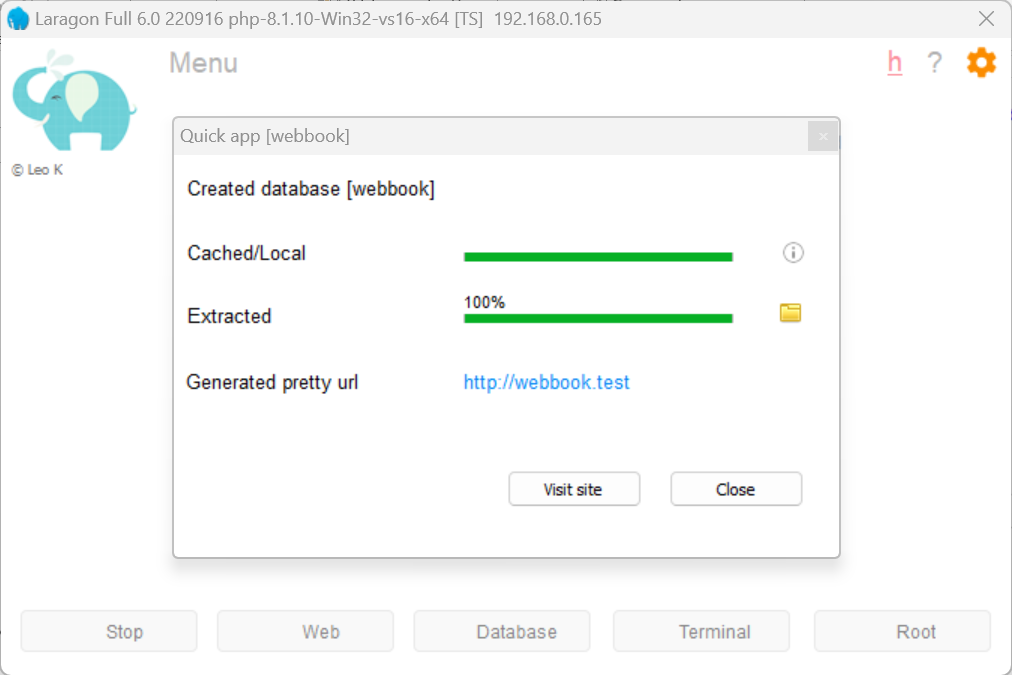 Laragon Full 6.0 220916 php-8.1.10-Win32-vs16-x64 [TS] 192.168.0.165
Menu
h ?
© Leo K
Quick app [webbook]
Created database [webbook]
Cached/Local
100%
Extracted
Generated pretty url http://webbook.test
Visit site Close
Stop Web Database Terminal Root